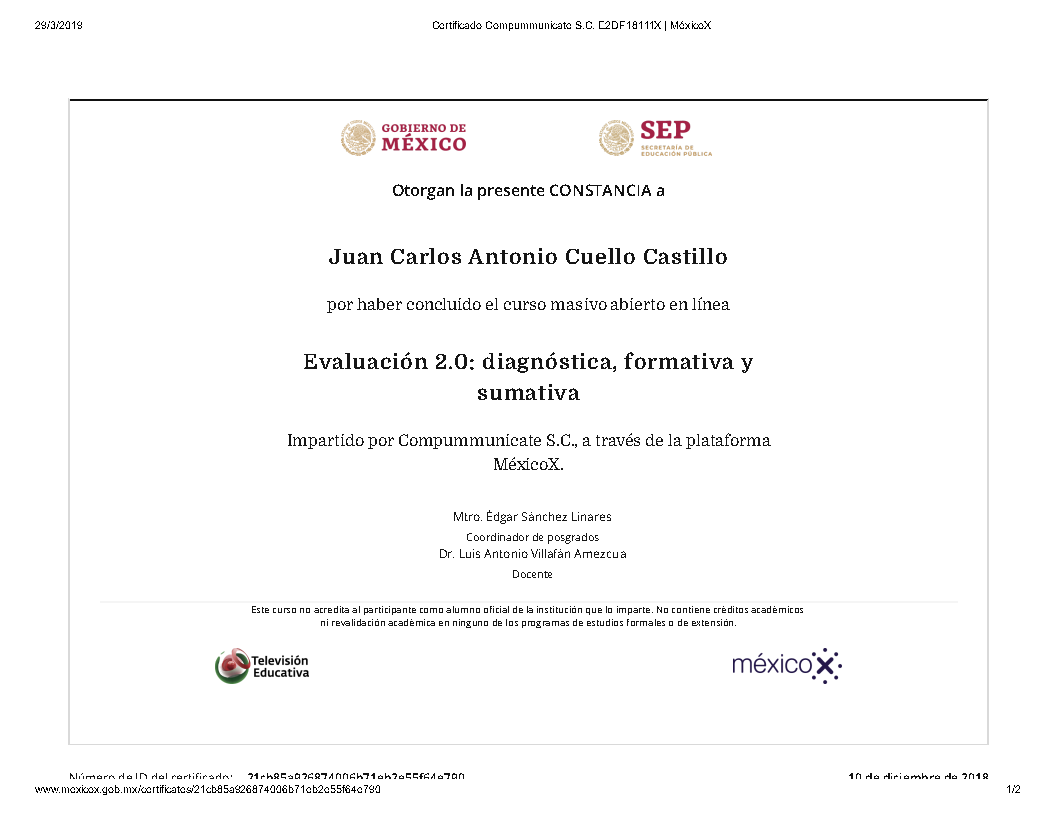 29/3/2019
Certificado Compummunicate S.C. E2DF18111X | MéxicoX
GOBIERNO DE
MÉXICO
SEP
SECRETARÍA DE
EDUCACIÓN PÚBLICA
Otorgan la presente CONSTANCIA a
Juan Carlos Antonio Cuello Castillo
por haber concluido el curso masivo abierto en línea
Evaluación 2.0: diagnóstica, formativa y
sumativa
Impartido por Compummunicate S.C., a través de la plataforma
MéxicoX.
Mtro. Édgar Sánchez Linares
Coordinador de posgrados
Dr. Luis Antonio Villafán Amezcua
Docente
Este curso no acredita al participante como alumno oficial de la institución que lo imparte. No contiene créditos académicos
ni revalidación académica en ninguno de los programas de estudios formales o de extensión.
Televisión
Educativa
méxicoX
Número de ID del certificado: 21cb85a926874006b71eb2e55f64e790
10 de diciembre de 2018
www.mexicox.gob.mx/certificates/21cb85a926874006b71eb2e55f64e790
1/2